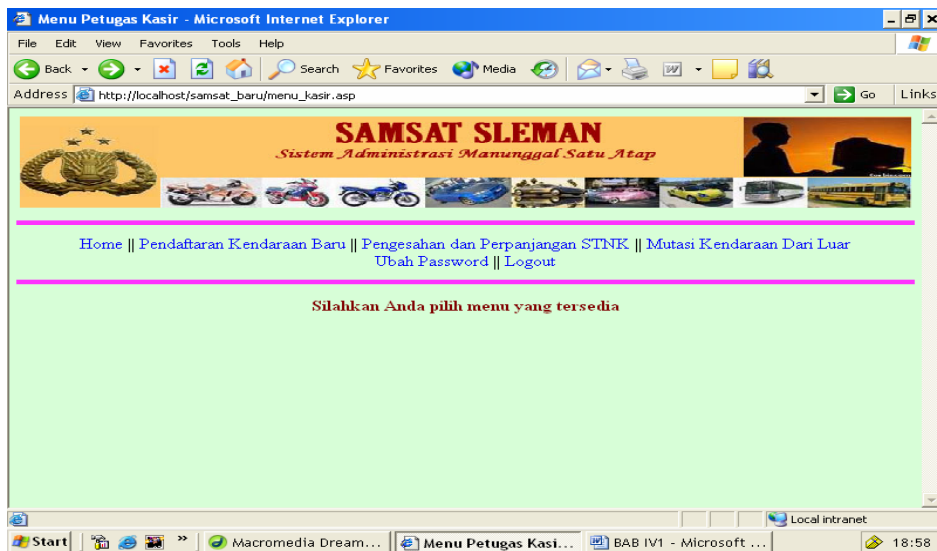 Menu Petugas Kasir - Microsoft Internet Explorer
File Edit View Favorites Tools Help
Back Search Favorites Media
Address http://localhost/samsat_baru/menu_kasir.asp Go Links
SAMSAT SLEMAN
Sistem Administrasi Manunggal Satu Atap
Home || Pendaftaran Kendaraan Baru || Pengesahan dan Perpanjangan STNK || Mutasi Kendaraan Dari Luar
Ubah Password || Logout
Silahkan Anda pilih menu yang tersedia
Local intranet
Start » Macromedia Dream... Menu Petugas Kasi... BAB IV1 - Microsoft ... 18:58